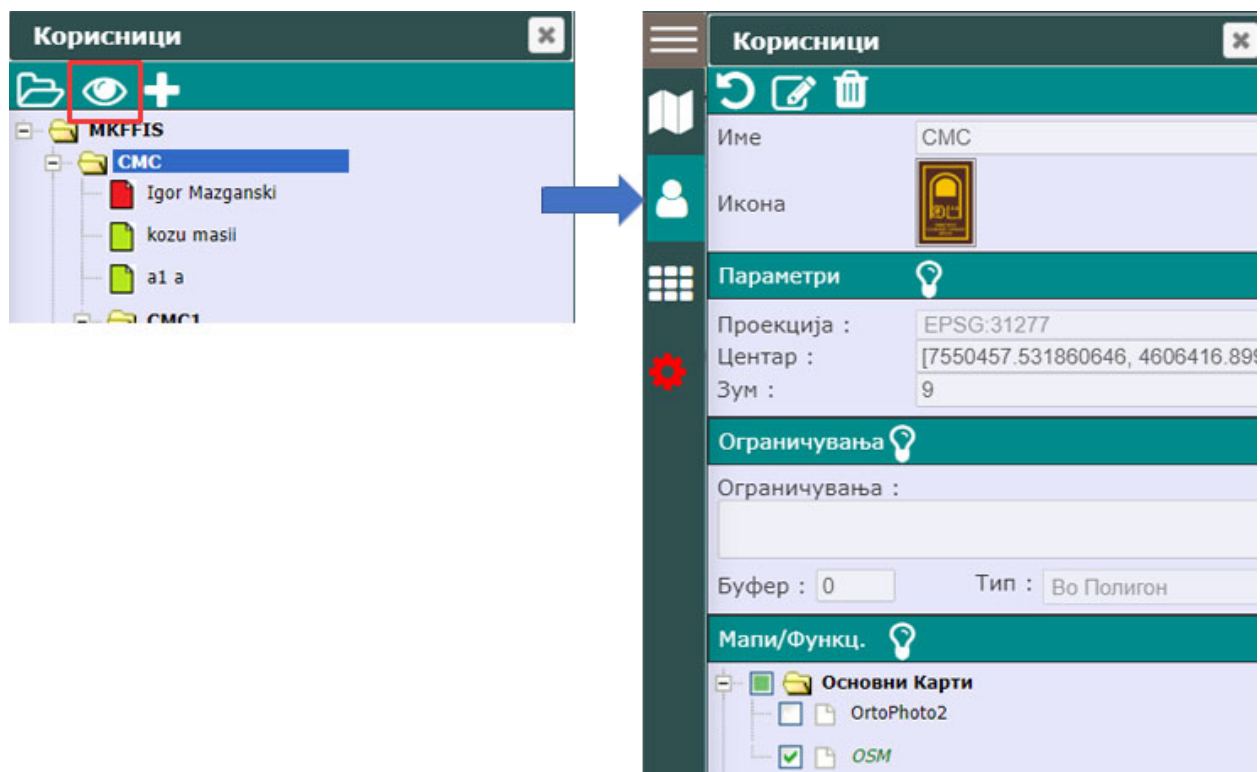 Корисници
MKFFIS
CMC
Igor Mazganski
kozu masii
a1 a
CMC1
Корисници
Име CMC
Икона
Параметри
Проекција : EPSG:31277
Центар : [7550457.531860646, 4606416.899
Зум : 9
Ограничувања
Ограничувања :
Буфер : 0 Тип : Во Полигон
Мапи/Функц.
Основни Карти
OrtoPhoto2
OSM